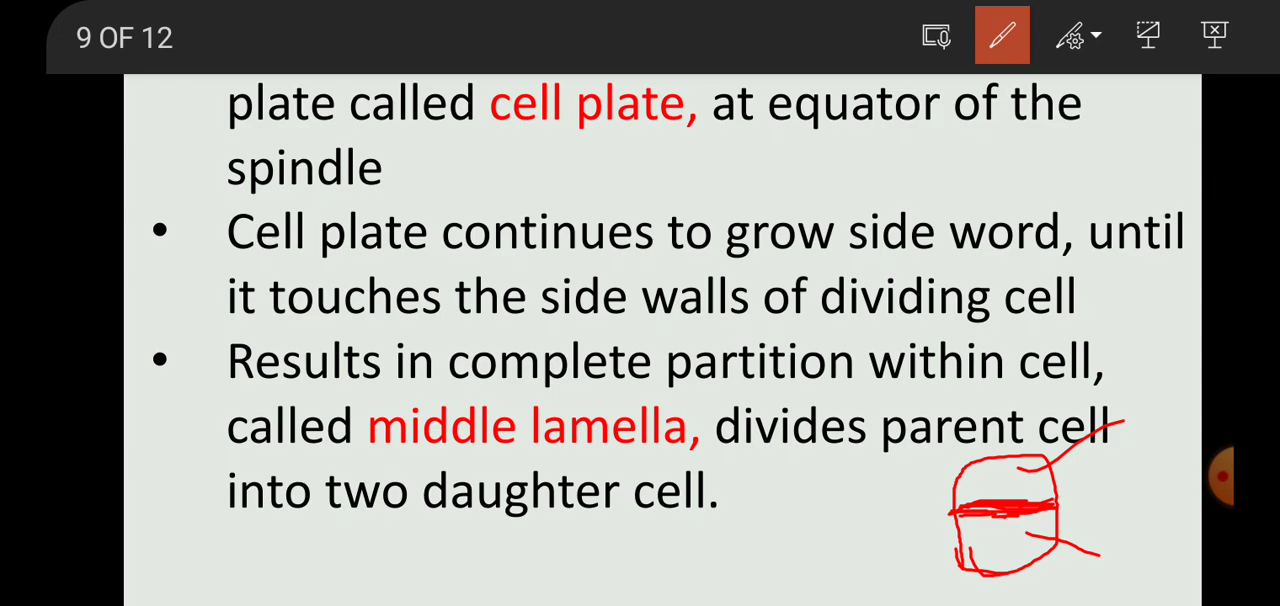 9 OF 12
plate called cell plate, at equator of the
spindle
• Cell plate continues to grow side word, until
it touches the side walls of dividing cell
• Results in complete partition within cell,
called middle lamella, divides parent cell
into two daughter cell.